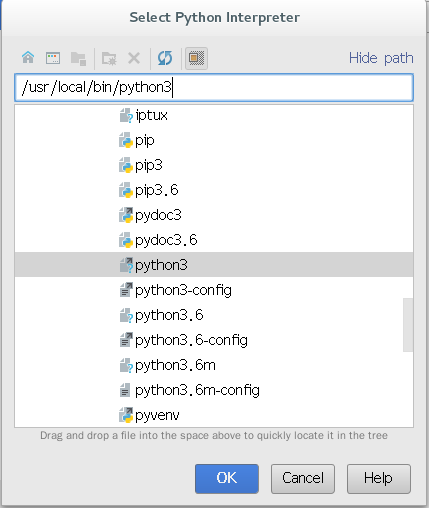 Select Python Interpreter
Hide path
/usr/local/bin/python3
iptux
pip
pip3
pip3.6
pydoc3
pydoc3.6
python3
python3-config
python3.6
python3.6-config
python3.6m
python3.6m-config
pyvenv
Drag and drop a file into the space above to quickly locate it in the tree
OK
Cancel
Help